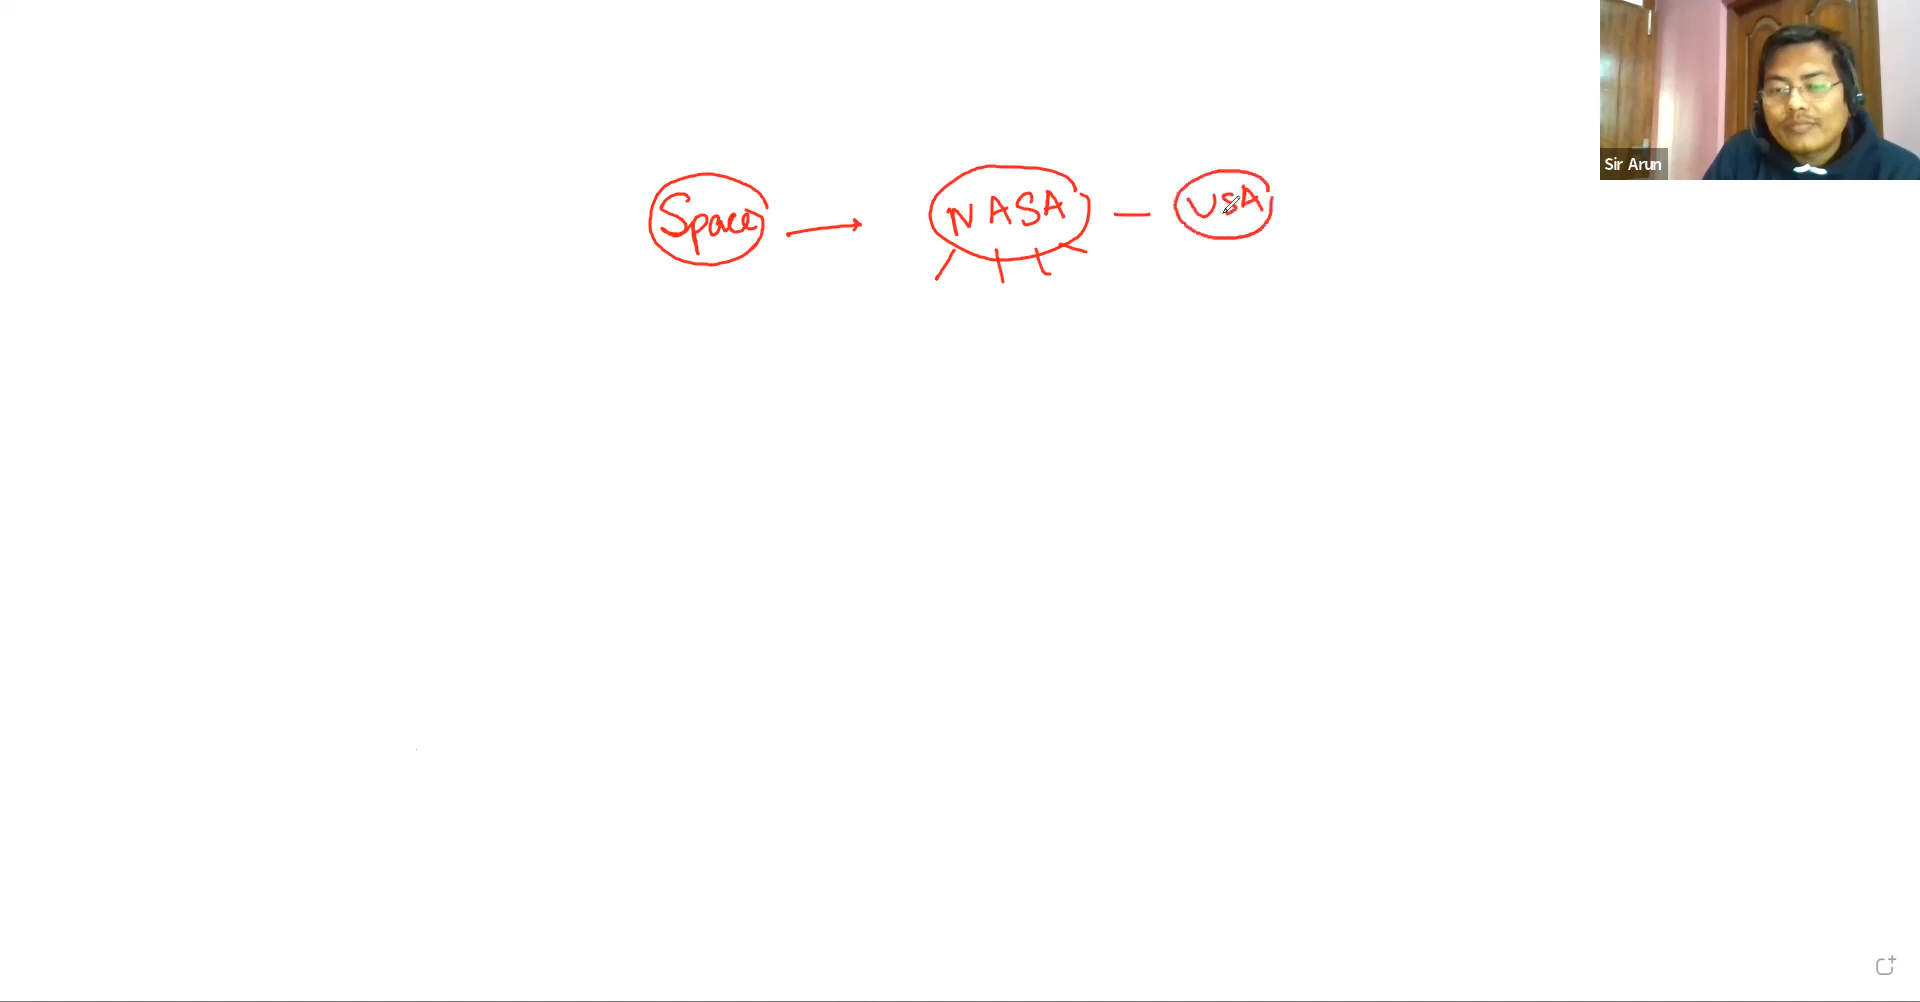 Sir Arun
Space → NASA — USA